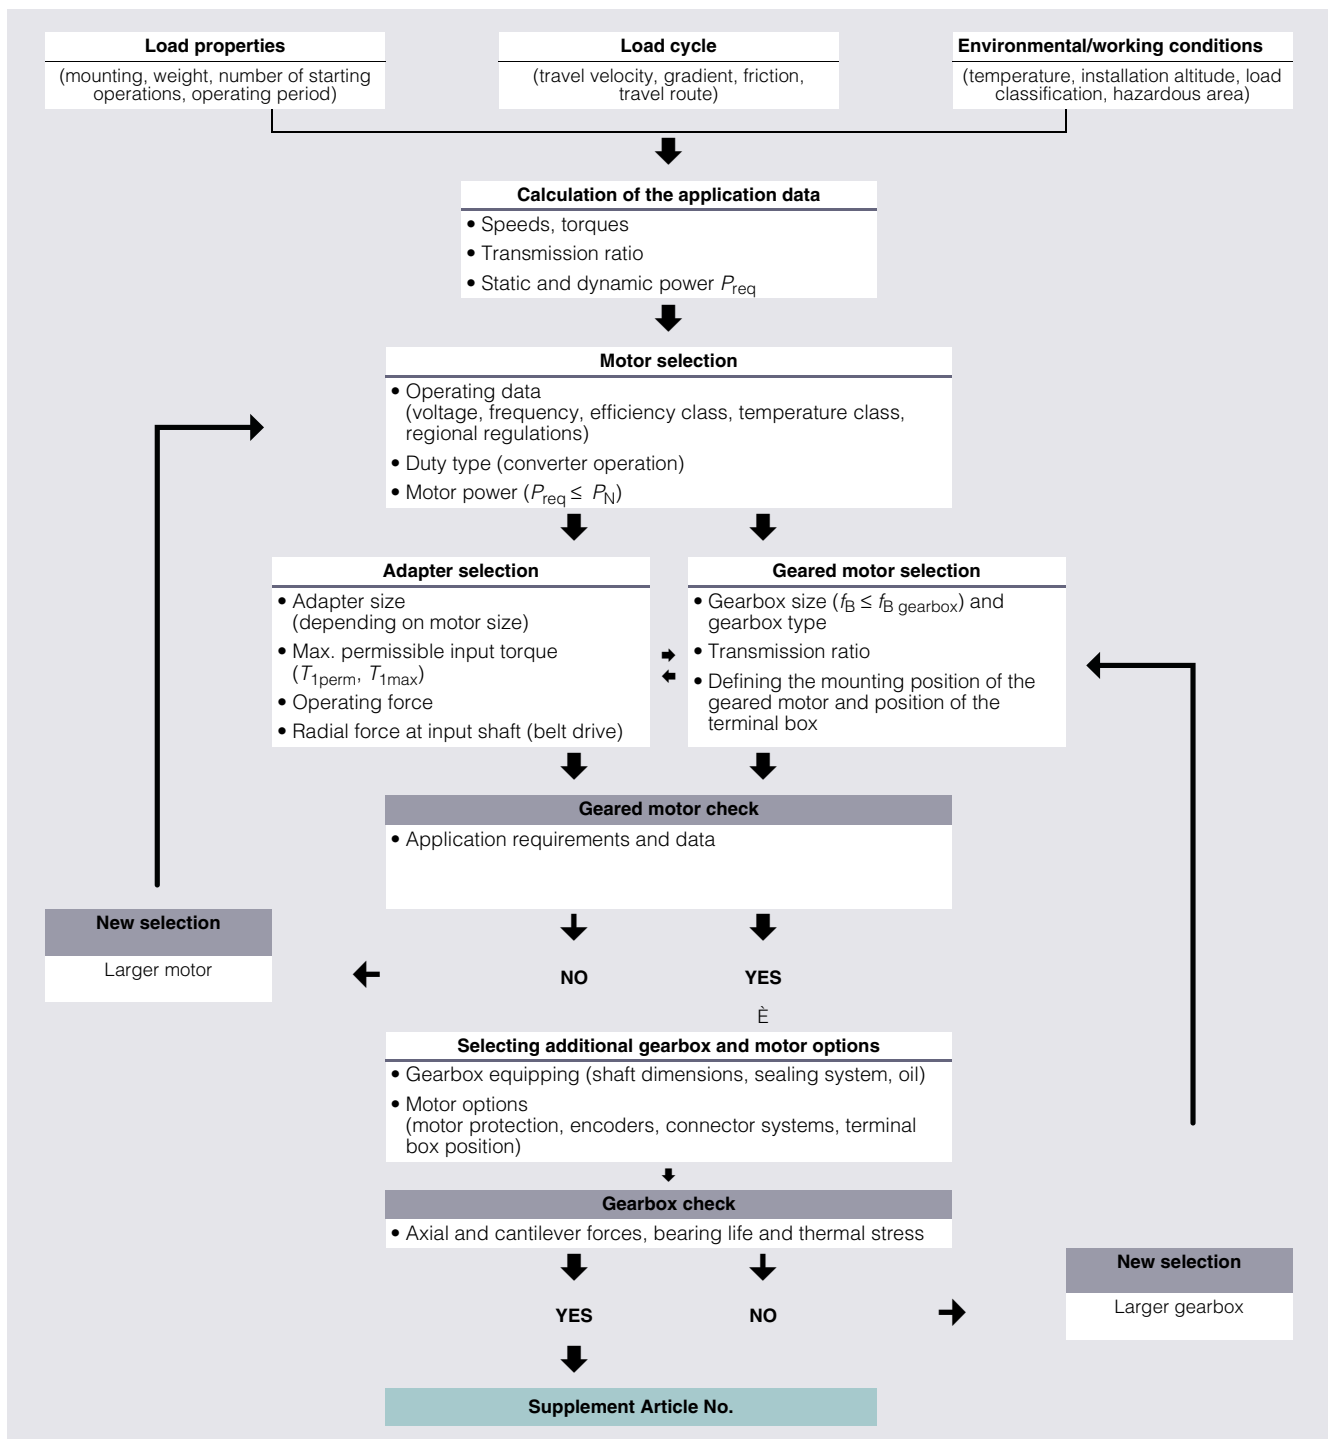 Load properties
(mounting, weight, number of starting
operations, operating period)
Load cycle
(travel velocity, gradient, friction,
travel route)
Environmental/working conditions
(temperature, installation altitude, load
classification, hazardous area)
Calculation of the application data
• Speeds, torques
• Transmission ratio
• Static and dynamic power Preq
Motor selection
• Operating data
(voltage, frequency, efficiency class, temperature class,
regional regulations)
• Duty type (converter operation)
• Motor power (Preq ≤ PN)
Adapter selection
• Adapter size
(depending on motor size)
• Max. permissible input torque
(T1perm, T1max)
• Operating force
• Radial force at input shaft (belt drive)
Geared motor selection
• Gearbox size (fB ≤ fB gearbox) and
gearbox type
• Transmission ratio
• Defining the mounting position of the
geared motor and position of the
terminal box
Geared motor check
• Application requirements and data
New selection
Larger motor
NO
YES
È
Selecting additional gearbox and motor options
• Gearbox equipping (shaft dimensions, sealing system, oil)
• Motor options
(motor protection, encoders, connector systems, terminal
box position)
Gearbox check
• Axial and cantilever forces, bearing life and thermal stress
YES
NO
New selection
Larger gearbox
Supplement Article No.